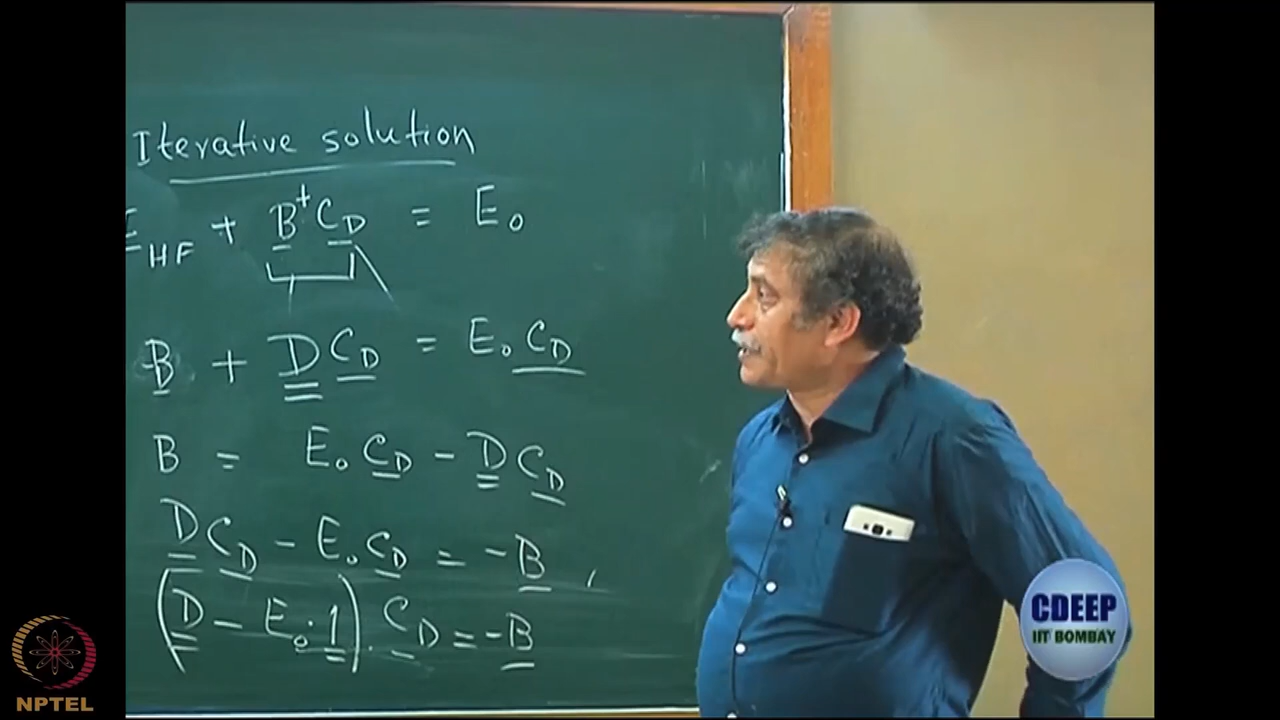 Iterative solution
E_HF + B⁺C_D = E₀
B + D C_D = E₀ C_D
B = E₀ C_D - D C_D
D C_D - E₀ C_D = -B ,
(D - E₀·1)·C_D = -B
CDEEP
IIT BOMBAY
NPTEL